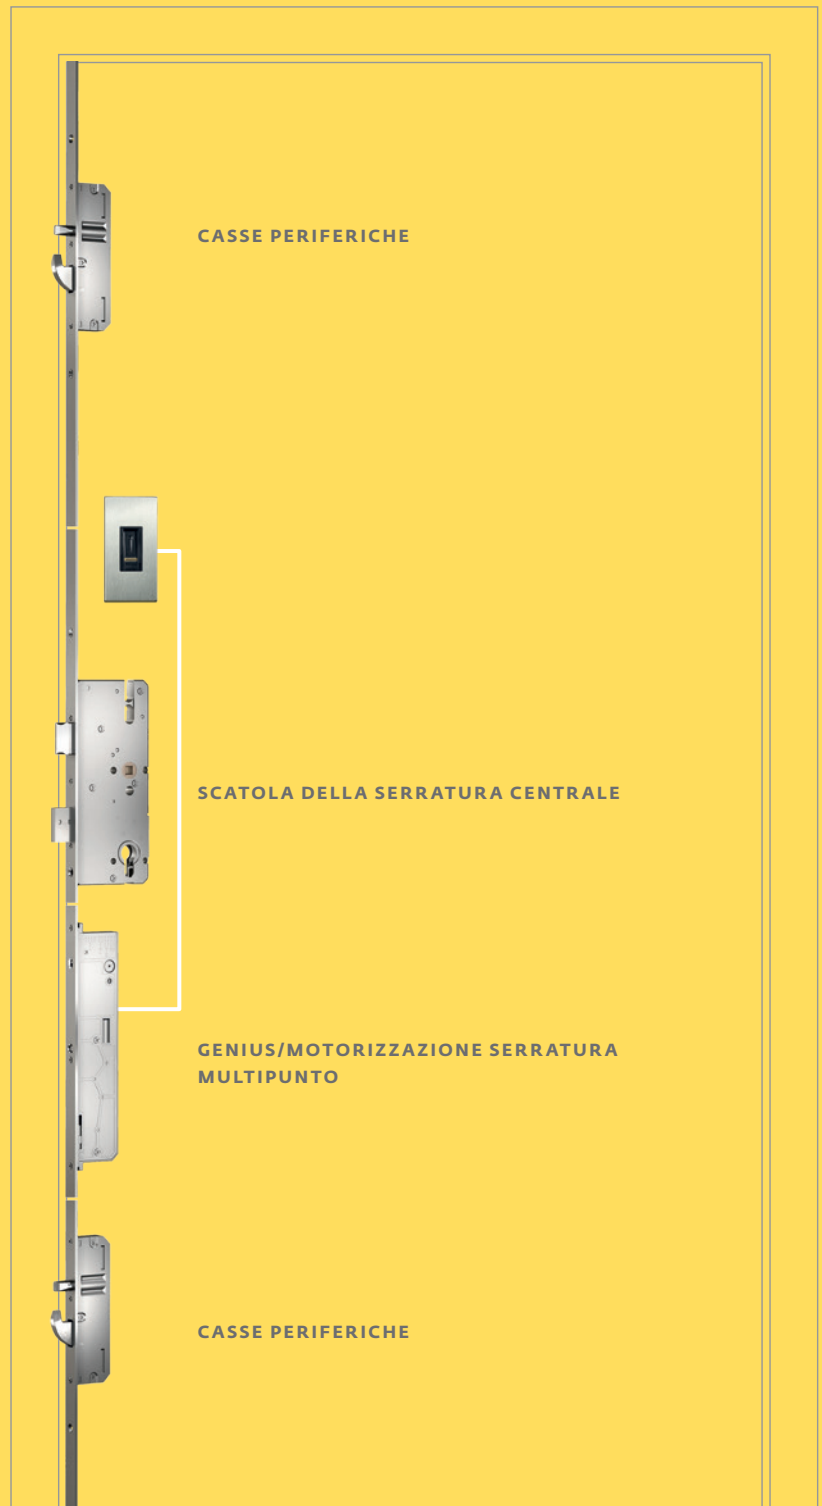 CASSE PERIFERICHE
SCATOLA DELLA SERRATURA CENTRALE
GENIUS/MOTORIZZAZIONE SERRATURA
MULTIPUNTO
CASSE PERIFERICHE